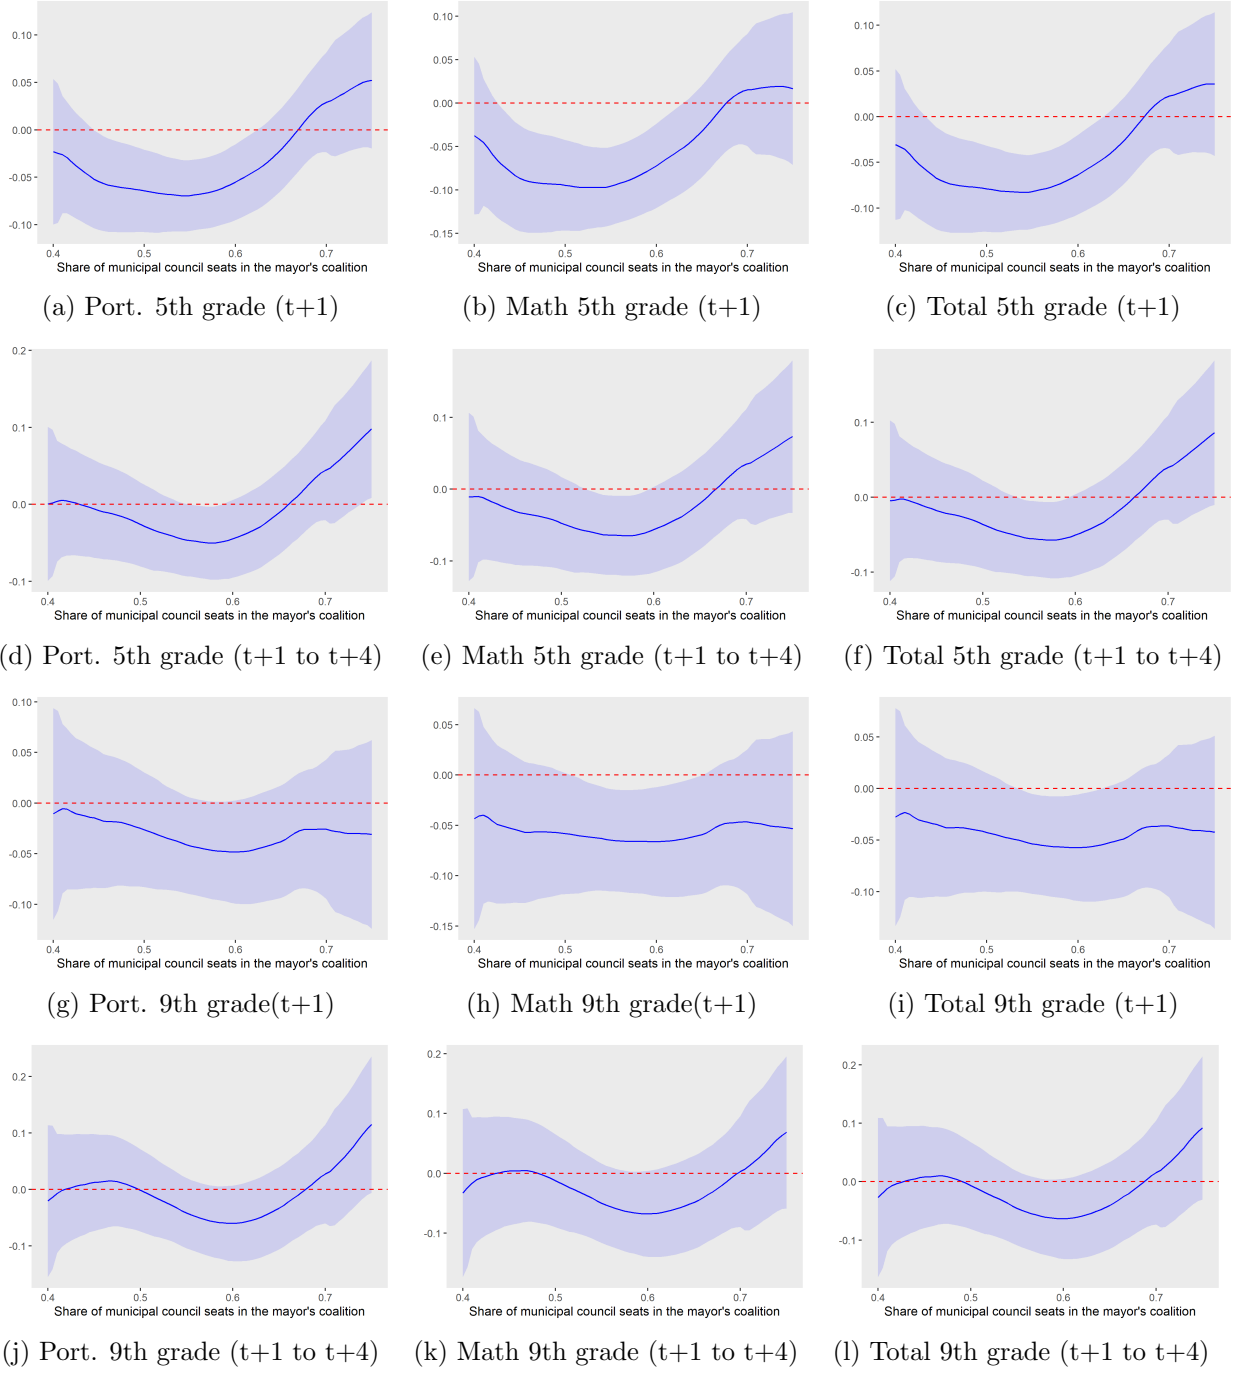 0.10
0.05
0.00
-0.05
-0.10
0.4 0.5 0.6 0.7
Share of municipal council seats in the mayor's coalition
(a) Port. 5th grade (t+1)
0.10
0.05
0.00
-0.05
-0.10
-0.15
0.4 0.5 0.6 0.7
Share of municipal council seats in the mayor's coalition
(b) Math 5th grade (t+1)
0.10
0.05
0.00
-0.05
-0.10
0.4 0.5 0.6 0.7
Share of municipal council seats in the mayor's coalition
(c) Total 5th grade (t+1)
0.2
0.1
0.0
-0.1
0.4 0.5 0.6 0.7
Share of municipal council seats in the mayor's coalition
(d) Port. 5th grade (t+1 to t+4)
0.1
0.0
-0.1
0.4 0.5 0.6 0.7
Share of municipal council seats in the mayor's coalition
(e) Math 5th grade (t+1 to t+4)
0.1
0.0
-0.1
0.4 0.5 0.6 0.7
Share of municipal council seats in the mayor's coalition
(f) Total 5th grade (t+1 to t+4)
0.10
0.05
0.00
-0.05
-0.10
0.4 0.5 0.6 0.7
Share of municipal council seats in the mayor's coalition
(g) Port. 9th grade(t+1)
0.05
0.00
-0.05
-0.10
-0.15
0.4 0.5 0.6 0.7
Share of municipal council seats in the mayor's coalition
(h) Math 9th grade(t+1)
0.05
0.00
-0.05
-0.10
0.4 0.5 0.6 0.7
Share of municipal council seats in the mayor's coalition
(i) Total 9th grade (t+1)
0.2
0.1
0.0
-0.1
0.4 0.5 0.6 0.7
Share of municipal council seats in the mayor's coalition
(j) Port. 9th grade (t+1 to t+4)
0.2
0.1
0.0
-0.1
0.4 0.5 0.6 0.7
Share of municipal council seats in the mayor's coalition
(k) Math 9th grade (t+1 to t+4)
0.2
0.1
0.0
-0.1
0.4 0.5 0.6 0.7
Share of municipal council seats in the mayor's coalition
(l) Total 9th grade (t+1 to t+4)